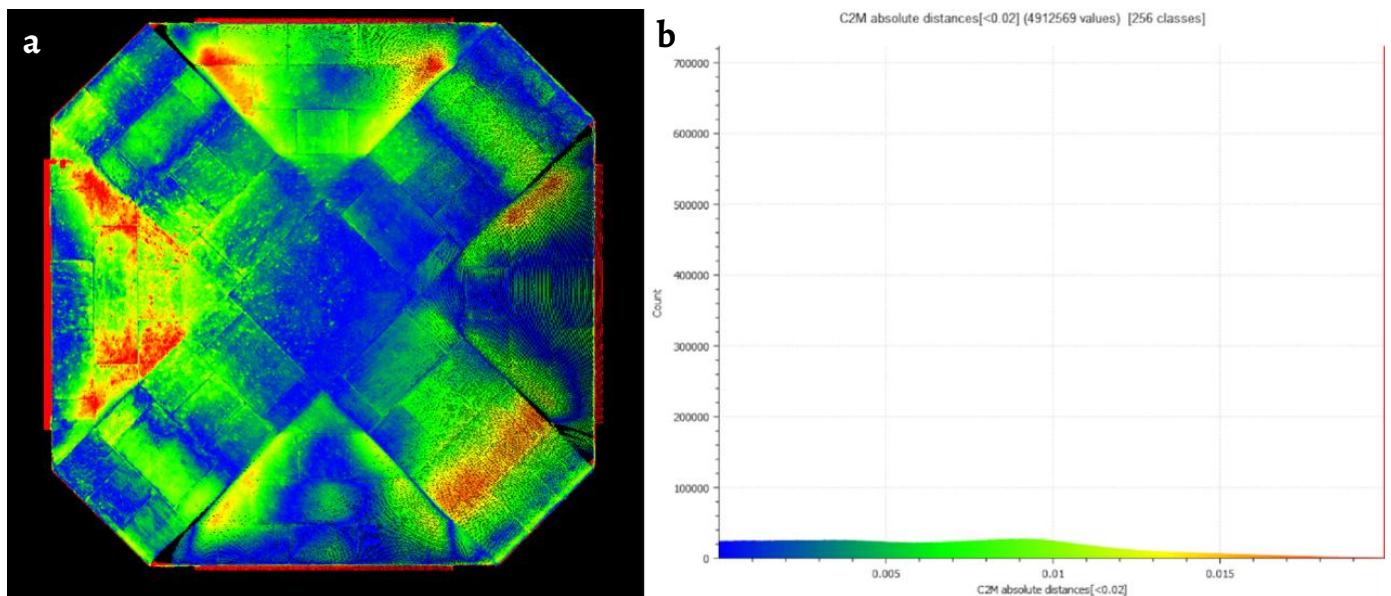 a
b
C2M absolute distances[<0.02] (4912569 values) [256 classes]
700000
600000
500000
400000
300000
200000
100000
0
Count
0.005
0.01
0.015
C2M absolute distances[<0.02]